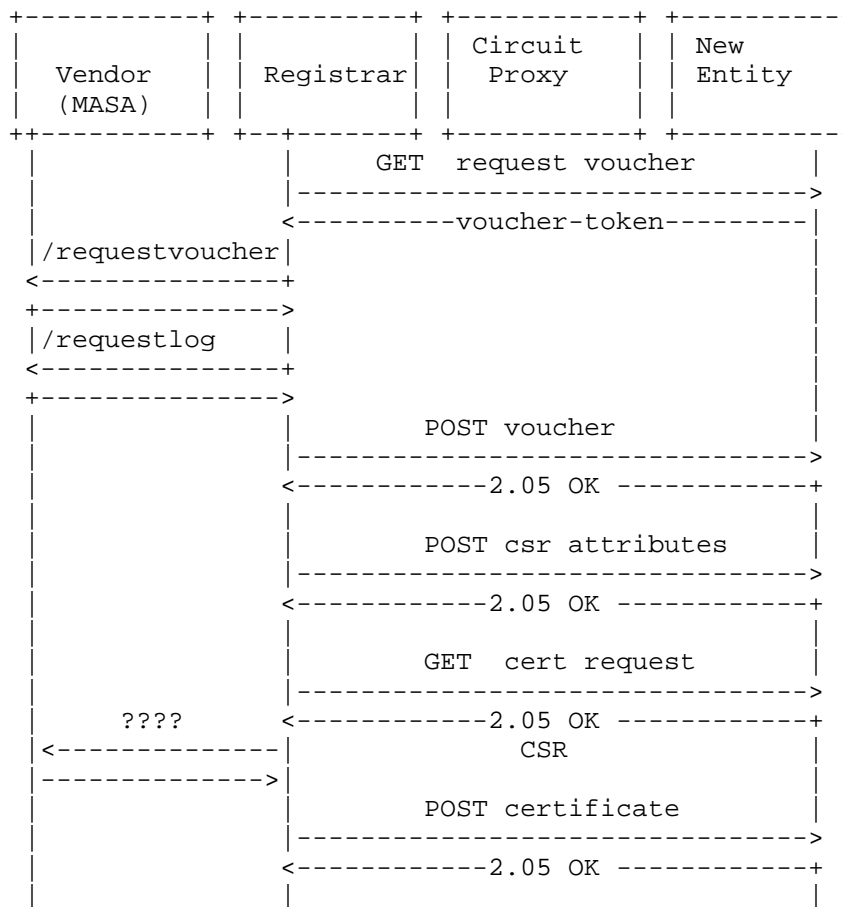 Circuit New
Vendor Registrar Proxy Entity
(MASA)
GET request voucher
voucher-token
/requestvoucher
/requestlog
POST voucher
2.05 OK
POST csr attributes
2.05 OK
GET cert request
???? 2.05 OK
CSR
POST certificate
2.05 OK